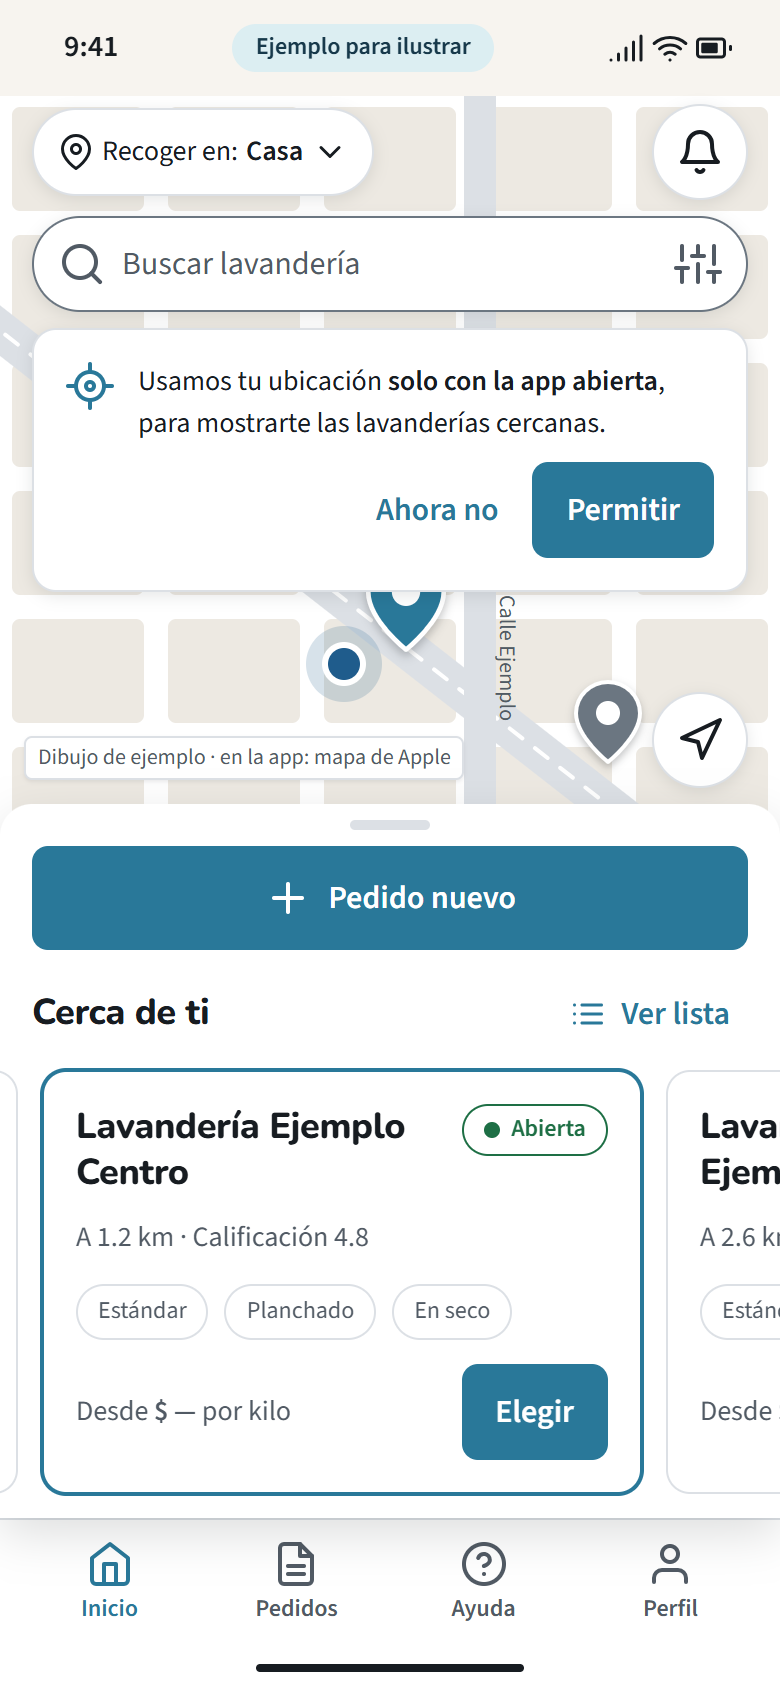 9:41
Ejemplo para ilustrar
Recoger en: Casa
Buscar lavandería
Usamos tu ubicación solo con la app abierta,
para mostrarte las lavanderías cercanas.
Ahora no
Permitir
Calle Ejemplo
Dibujo de ejemplo · en la app: mapa de Apple
Pedido nuevo
Cerca de ti
Ver lista
Lavandería Ejemplo
Centro
Abierta
A 1.2 km · Calificación 4.8
Estándar
Planchado
En seco
Desde $ — por kilo
Elegir
A 2.6
Desde
Inicio
Pedidos
Ayuda
Perfil